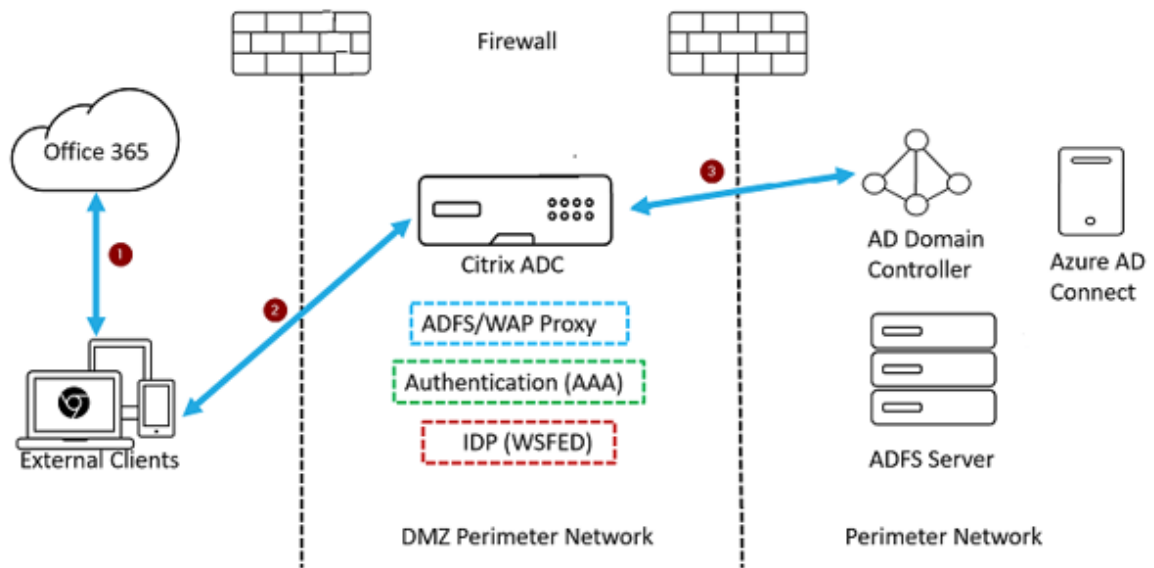 Firewall
Office 365
1
2
3
External Clients
Citrix ADC
ADFS/WAP Proxy
Authentication (AAA)
IDP (WSFED)
DMZ Perimeter Network
AD Domain
Controller
Azure AD
Connect
ADFS Server
Perimeter Network